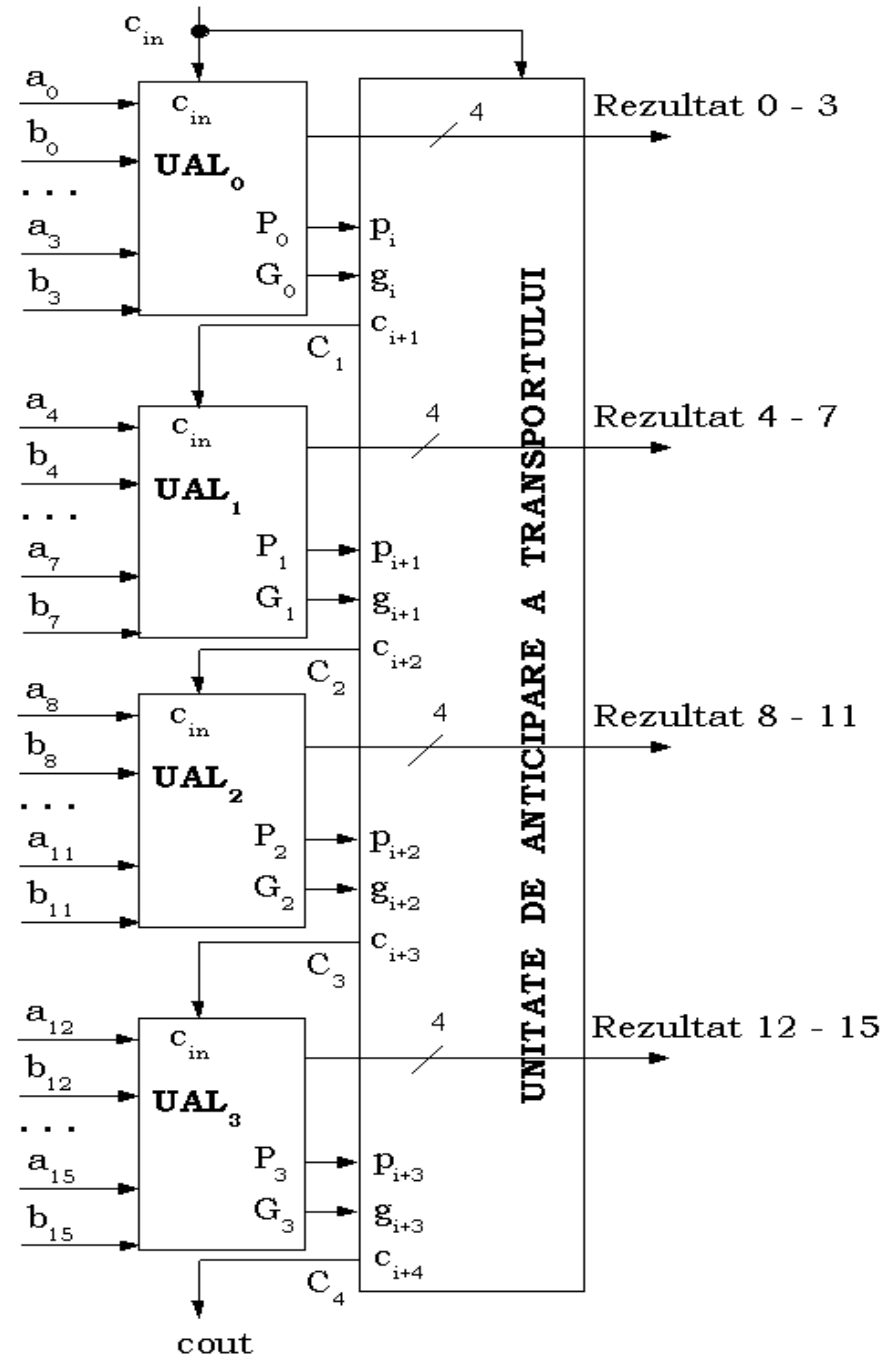 c_in
a_0
b_0
. . .
a_3
b_3
c_in
UAL_0
P_0
G_0
4
Rezultat 0 - 3
p_i
g_i
c_i+1
C_1
a_4
b_4
. . .
a_7
b_7
c_in
UAL_1
P_1
G_1
4
Rezultat 4 - 7
p_i+1
g_i+1
c_i+2
C_2
a_8
b_8
. . .
a_11
b_11
c_in
UAL_2
P_2
G_2
4
Rezultat 8 - 11
p_i+2
g_i+2
c_i+3
C_3
a_12
b_12
. . .
a_15
b_15
c_in
UAL_3
P_3
G_3
4
Rezultat 12 - 15
p_i+3
g_i+3
c_i+4
C_4
cout
UNITATE DE ANTICIPARE A TRANSPORTULUI